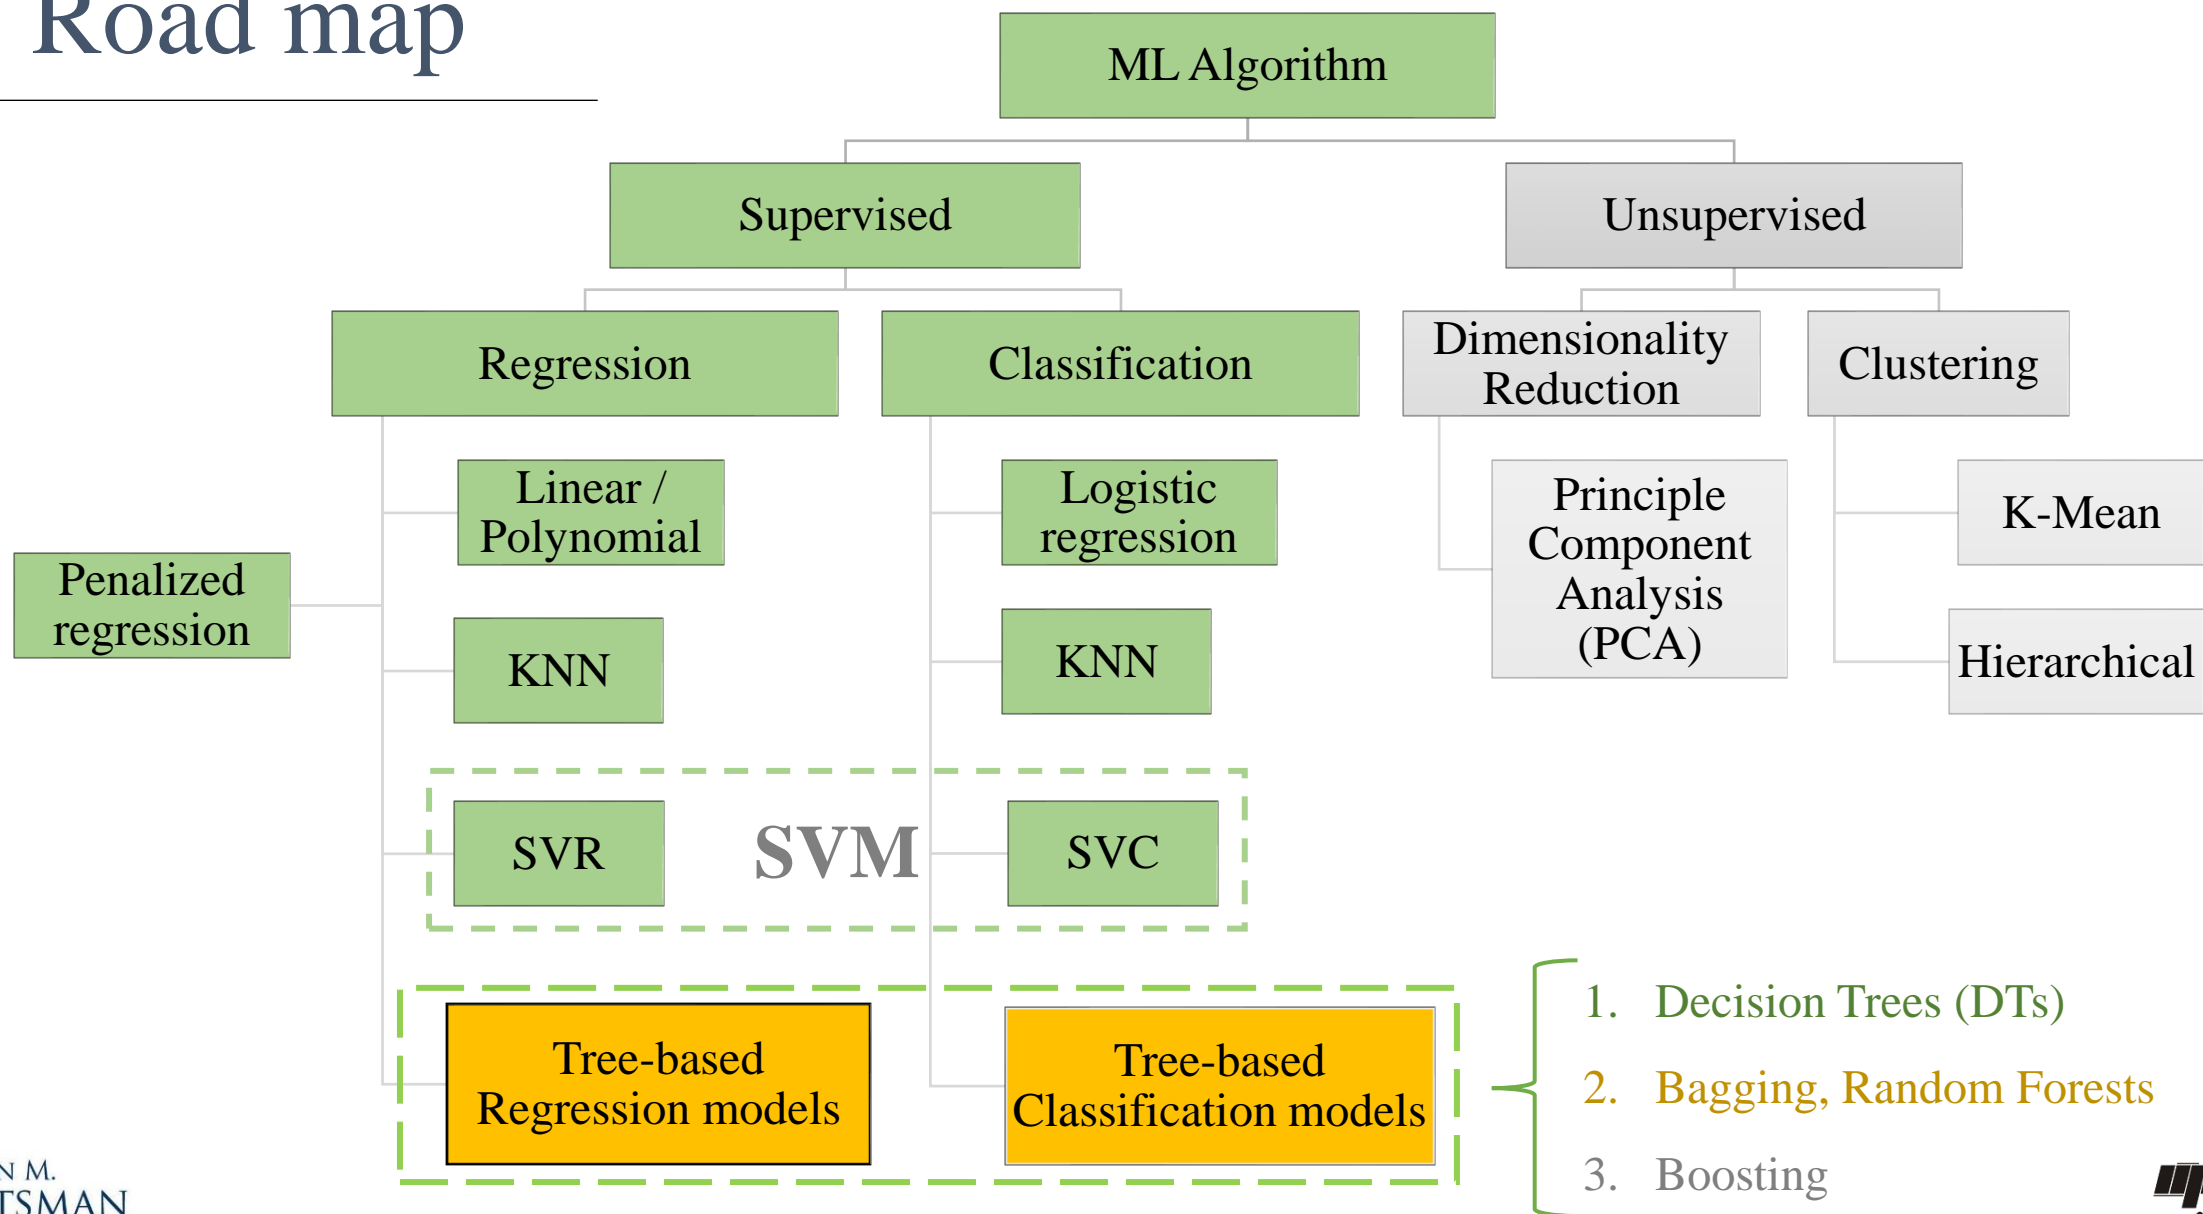 Road map
ML Algorithm
Supervised
Unsupervised
Regression
Classification
Dimensionality
Reduction
Clustering
Linear /
Polynomial
Logistic
regression
Principle
Component
Analysis
(PCA)
K-Mean
Penalized
regression
KNN
KNN
Hierarchical
SVR
SVM
SVC
Tree-based
Regression models
Tree-based
Classification models
1. Decision Trees (DTs)
2. Bagging, Random Forests
3. Boosting
N M.
TSMAN